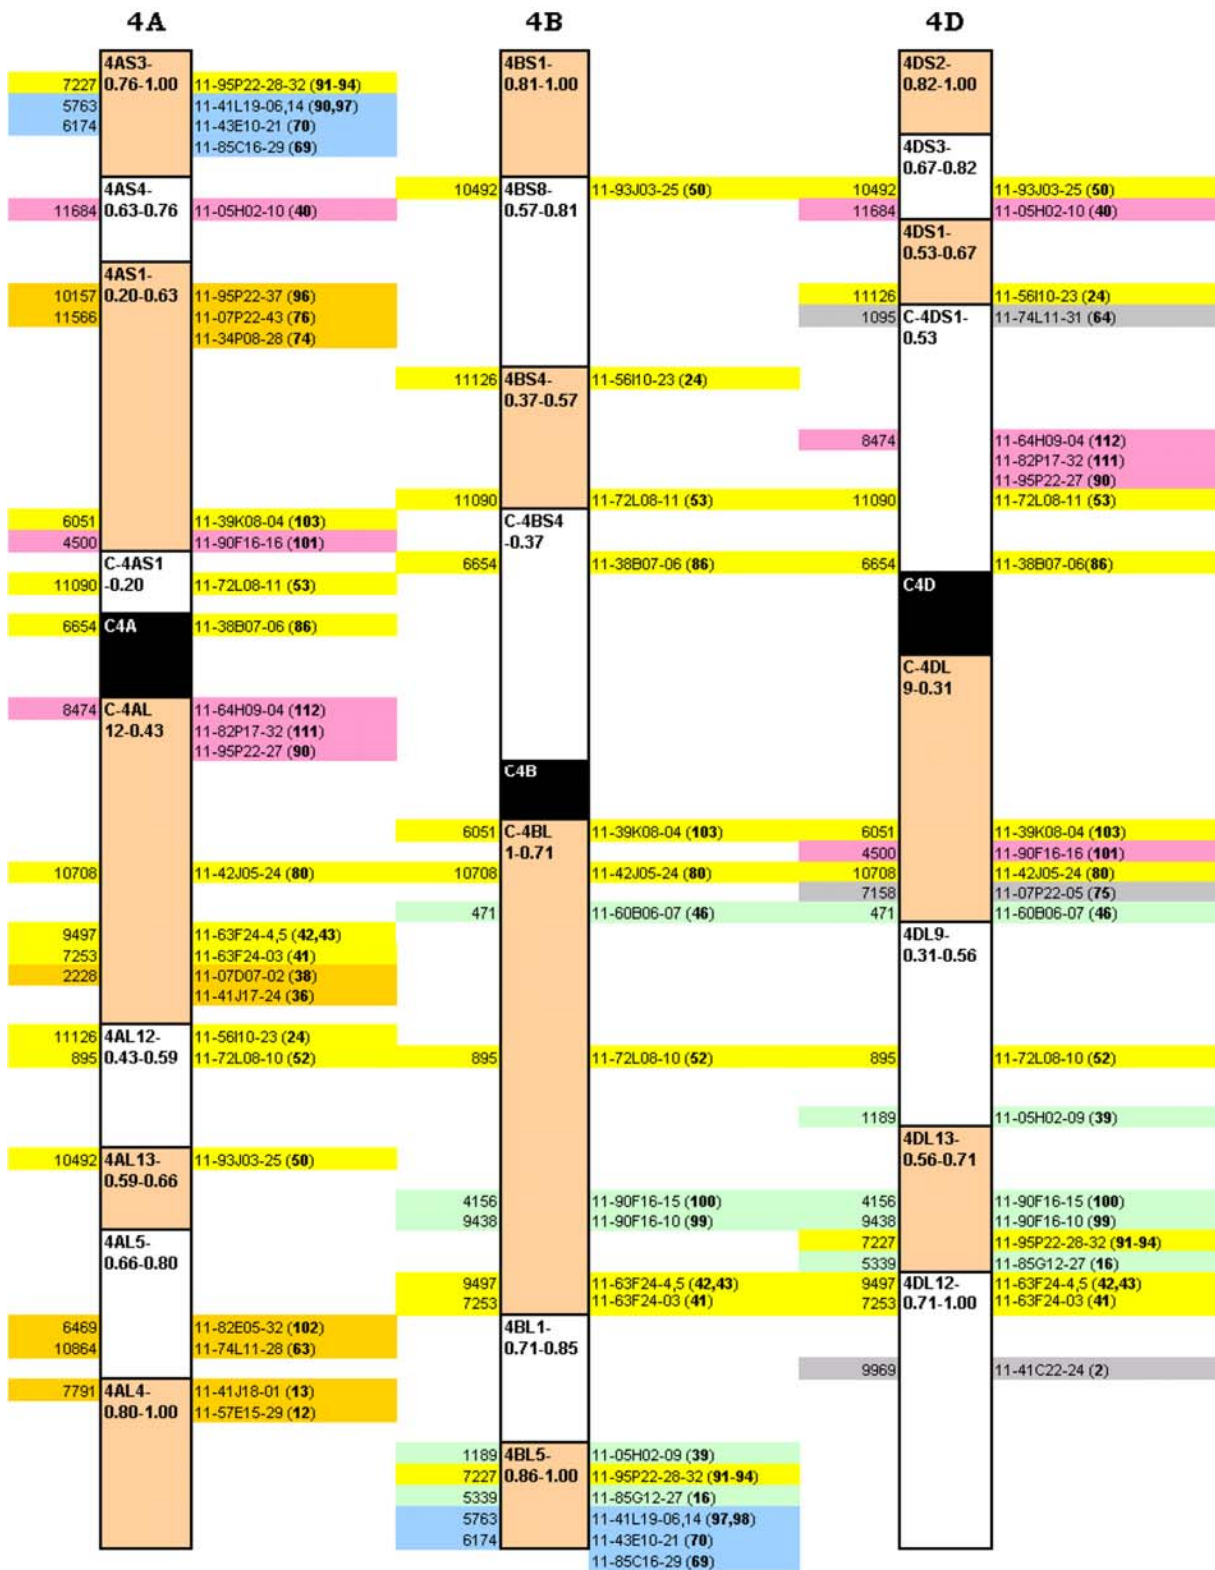 4A
4AS3-
7227 0.76-1.00 11-95P22-28-32 (91-94)
5763 11-41L19-06,14 (90,97)
6174 11-43E10-21 (70)
11-85C16-29 (69)
4AS4-
11684 0.63-0.76 11-05H02-10 (40)
4AS1-
10157 0.20-0.63 11-95P22-37 (96)
11566 11-07P22-43 (76)
11-34P08-28 (74)
6051 11-39K08-04 (103)
4500 11-90F16-16 (101)
C-4AS1
11090 -0.20 11-72L08-11 (53)
6654 C4A 11-38B07-06 (86)
8474 C-4AL 11-64H09-04 (112)
12-0.43 11-82P17-32 (111)
11-95P22-27 (90)
10708 11-42J05-24 (80)
9497 11-63F24-4,5 (42,43)
7253 11-63F24-03 (41)
2228 11-07D07-02 (38)
11-41J17-24 (36)
11126 4AL12- 11-56I10-23 (24)
895 0.43-0.59 11-72L08-10 (52)
10492 4AL13- 11-93J03-25 (50)
0.59-0.66
4AL5-
0.66-0.80
6469 11-82E05-32 (102)
10864 11-74L11-28 (63)
7791 4AL4- 11-41J18-01 (13)
0.80-1.00 11-57E15-29 (12)
4B
4BS1-
0.81-1.00
10492 4BS8- 11-93J03-25 (50)
0.57-0.81
11126 4BS4- 11-56I10-23 (24)
0.37-0.57
11090 11-72L08-11 (53)
C-4BS4
-0.37
6654 11-38B07-06 (86)
C4B
6051 C-4BL 11-39K08-04 (103)
1-0.71
10708 11-42J05-24 (80)
471 11-60B06-07 (46)
895 11-72L08-10 (52)
4156 11-90F16-15 (100)
9438 11-90F16-10 (99)
9497 11-63F24-4,5 (42,43)
7253 11-63F24-03 (41)
4BL1-
0.71-0.85
1189 4BL5- 11-05H02-09 (39)
7227 0.86-1.00 11-95P22-28-32 (91-94)
5339 11-85G12-27 (16)
5763 11-41L19-06,14 (97,98)
6174 11-43E10-21 (70)
11-85C16-29 (69)
4D
4DS2-
0.82-1.00
4DS3-
0.67-0.82
10492 11-93J03-25 (50)
11684 11-05H02-10 (40)
4DS1-
0.53-0.67
11126 11-56I10-23 (24)
1095 C-4DS1- 11-74L11-31 (64)
0.53
8474 11-64H09-04 (112)
11-82P17-32 (111)
11-95P22-27 (90)
11090 11-72L08-11 (53)
6654 11-38B07-06(86)
C4D
C-4DL
9-0.31
6051 11-39K08-04 (103)
4500 11-90F16-16 (101)
10708 11-42J05-24 (80)
7158 11-07P22-05 (75)
471 11-60B06-07 (46)
4DL9-
0.31-0.56
895 11-72L08-10 (52)
1189 11-05H02-09 (39)
4DL13-
0.56-0.71
4156 11-90F16-15 (100)
9438 11-90F16-10 (99)
7227 11-95P22-28-32 (91-94)
5339 11-85G12-27 (16)
9497 4DL12- 11-63F24-4,5 (42,43)
7253 0.71-1.00 11-63F24-03 (41)
9969 11-41C22-24 (2)